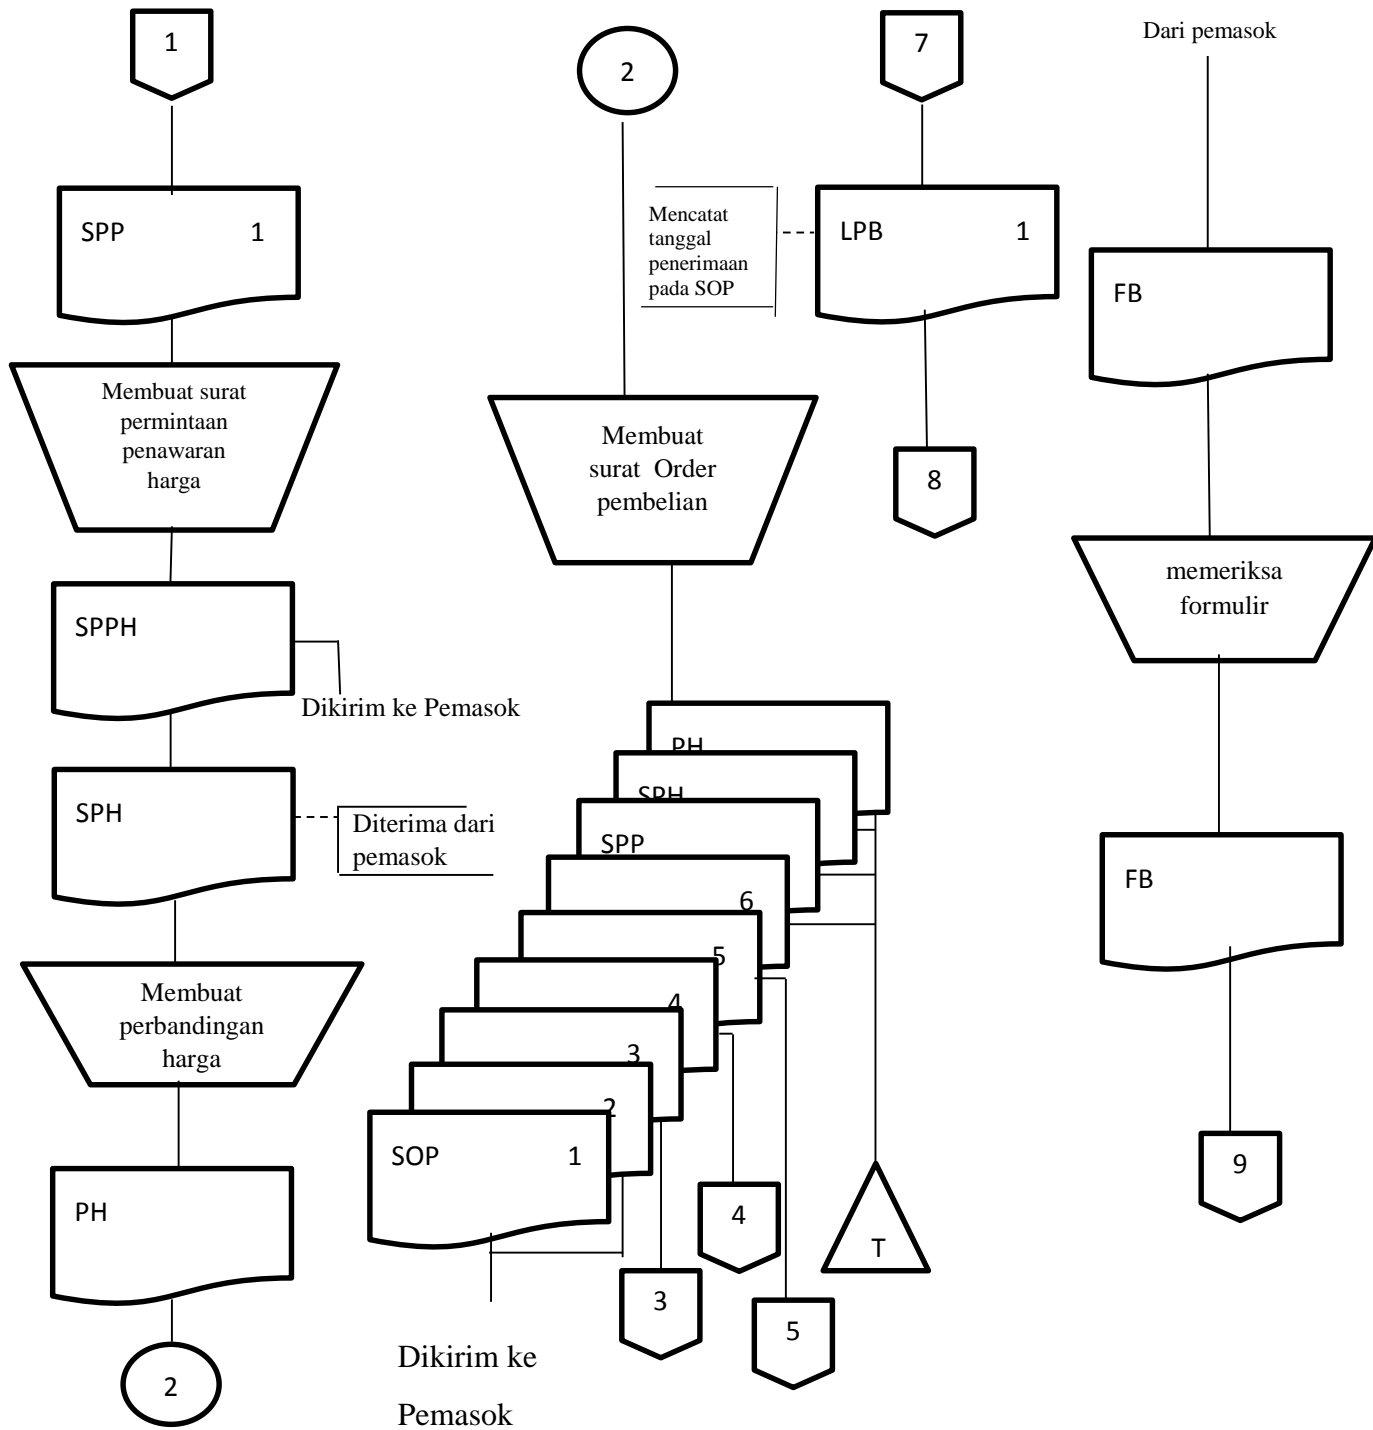 1
SPP 1
Membuat surat
permintaan
penawaran
harga
SPPH
Dikirim ke Pemasok
SPH
Diterima dari
pemasok
Membuat
perbandingan
harga
PH
2
2
Membuat
surat Order
pembelian
PH
SPH
SPP
6
5
4
3
2
SOP 1
Dikirim ke
Pemasok
3
4
5
T
7
Mencatat
tanggal
penerimaan
pada SOP
LPB 1
8
Dari pemasok
FB
memeriksa
formulir
FB
9